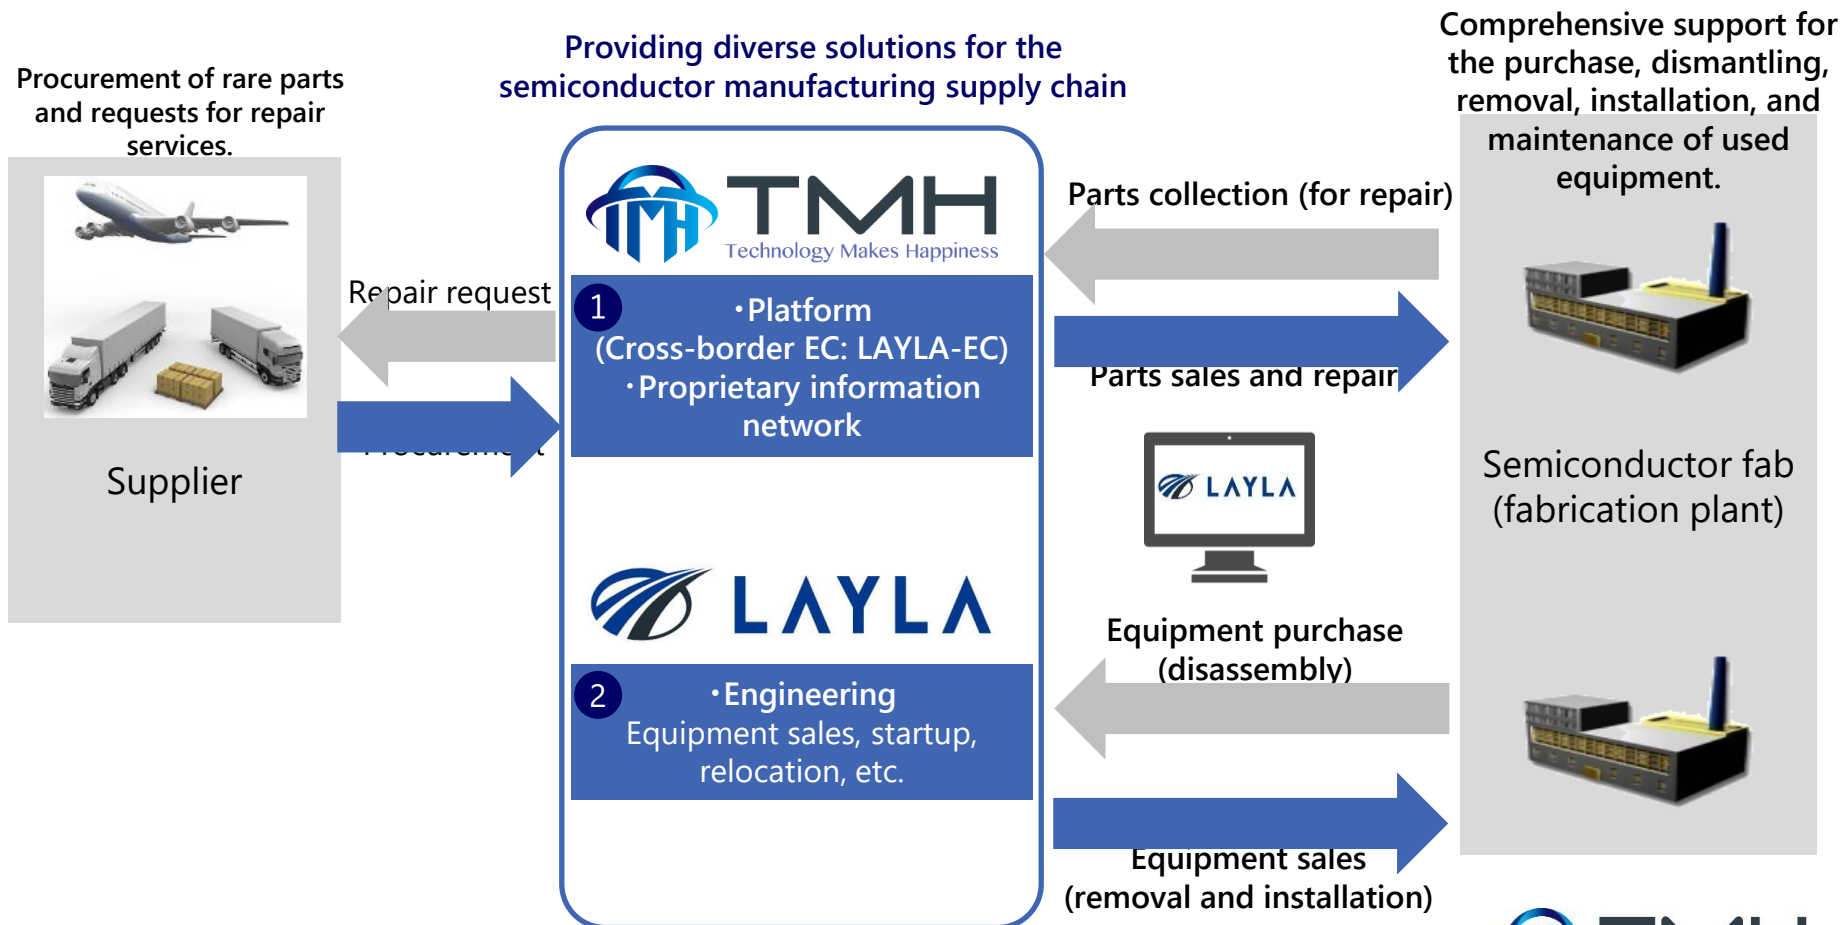 Procurement of rare parts
and requests for repair
services.
Supplier
Repair request
Procurement
Providing diverse solutions for the
semiconductor manufacturing supply chain
TMH
TMH
Technology Makes Happiness
1
・Platform
(Cross-border EC: LAYLA-EC)
・Proprietary information
network
LAYLA
2
・Engineering
Equipment sales, startup,
relocation, etc.
Parts collection (for repair)
Parts sales and repair
LAYLA
Equipment purchase
(disassembly)
Equipment sales
(removal and installation)
Comprehensive support for
the purchase, dismantling,
removal, installation, and
maintenance of used
equipment.
Semiconductor fab
(fabrication plant)
TMH